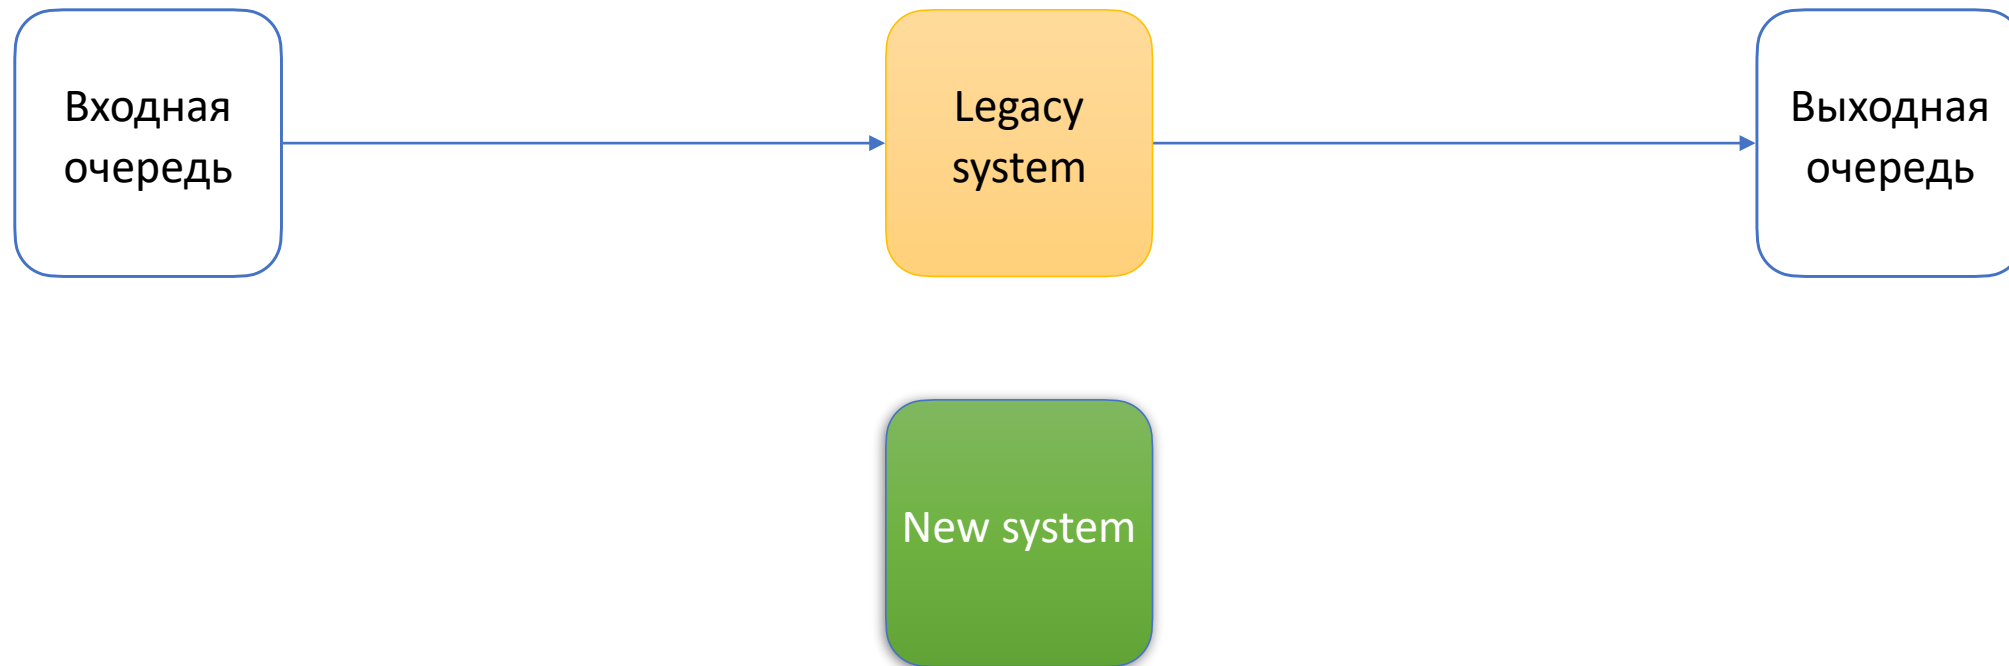 Входная
очередь
Legacy
system
Выходная
очередь
New system